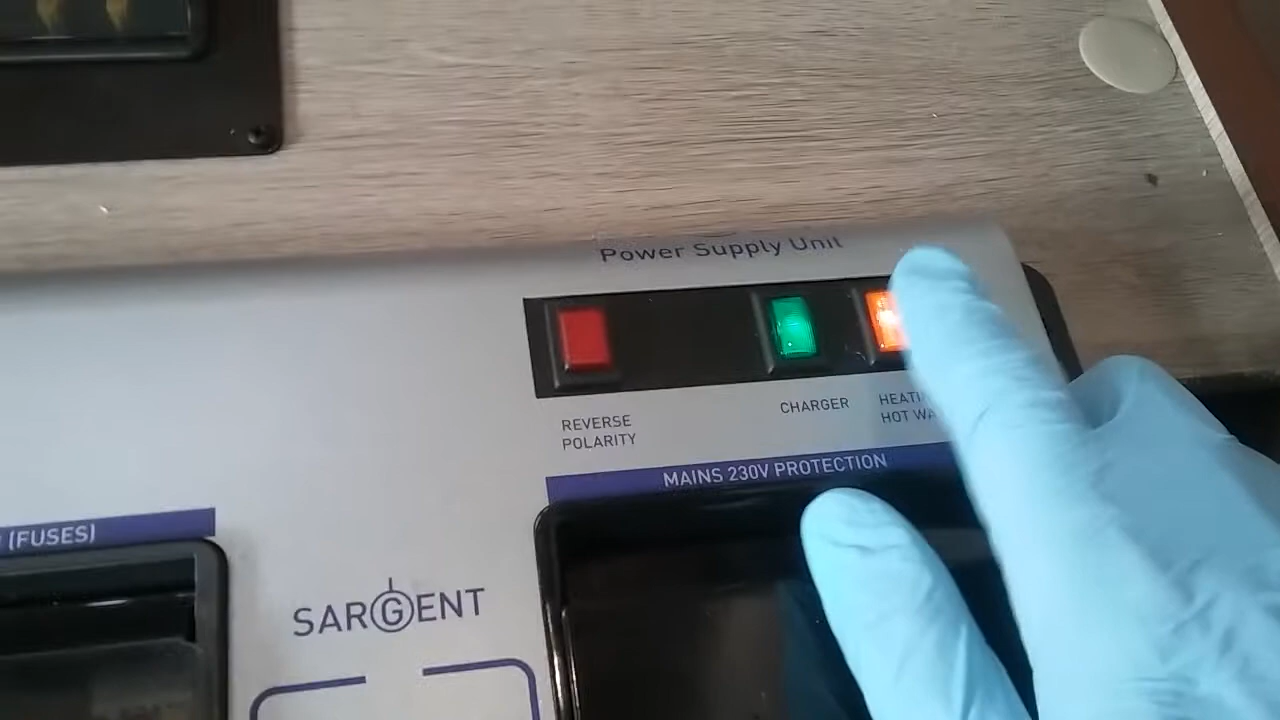 Power Supply Unit
REVERSE
POLARITY
CHARGER
MAINS 230V PROTECTION
(FUSES)
SARGENT